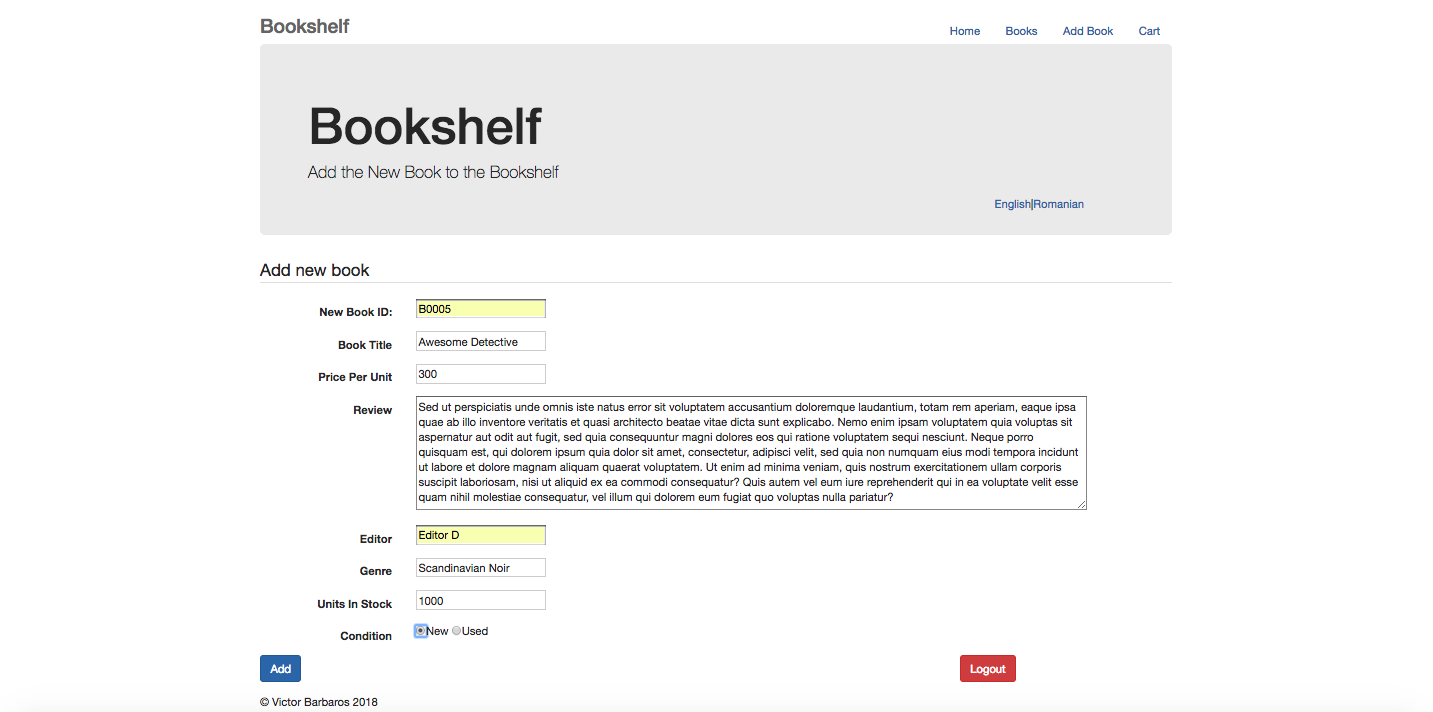 Bookshelf
Home Books Add Book Cart
Bookshelf
Add the New Book to the Bookshelf
English|Romanian
Add new book
New Book ID: B0005
Book Title Awesome Detective
Price Per Unit 300
Review Sed ut perspiciatis unde omnis iste natus error sit voluptatem accusantium doloremque laudantium, totam rem aperiam, eaque ipsa
quae ab illo inventore veritatis et quasi architecto beatae vitae dicta sunt explicabo. Nemo enim ipsam voluptatem quia voluptas sit
aspernatur aut odit aut fugit, sed quia consequuntur magni dolores eos qui ratione voluptatem sequi nesciunt. Neque porro
quisquam est, qui dolorem ipsum quia dolor sit amet, consectetur, adipisci velit, sed quia non numquam eius modi tempora incidunt
ut labore et dolore magnam aliquam quaerat voluptatem. Ut enim ad minima veniam, quis nostrum exercitationem ullam corporis
suscipit laboriosam, nisi ut aliquid ex ea commodi consequatur? Quis autem vel eum iure reprehenderit qui in ea voluptate velit esse
quam nihil molestiae consequatur, vel illum qui dolorem eum fugiat quo voluptas nulla pariatur?
Editor Editor D
Genre Scandinavian Noir
Units In Stock 1000
Condition New Used
Add Logout
© Victor Barbaros 2018